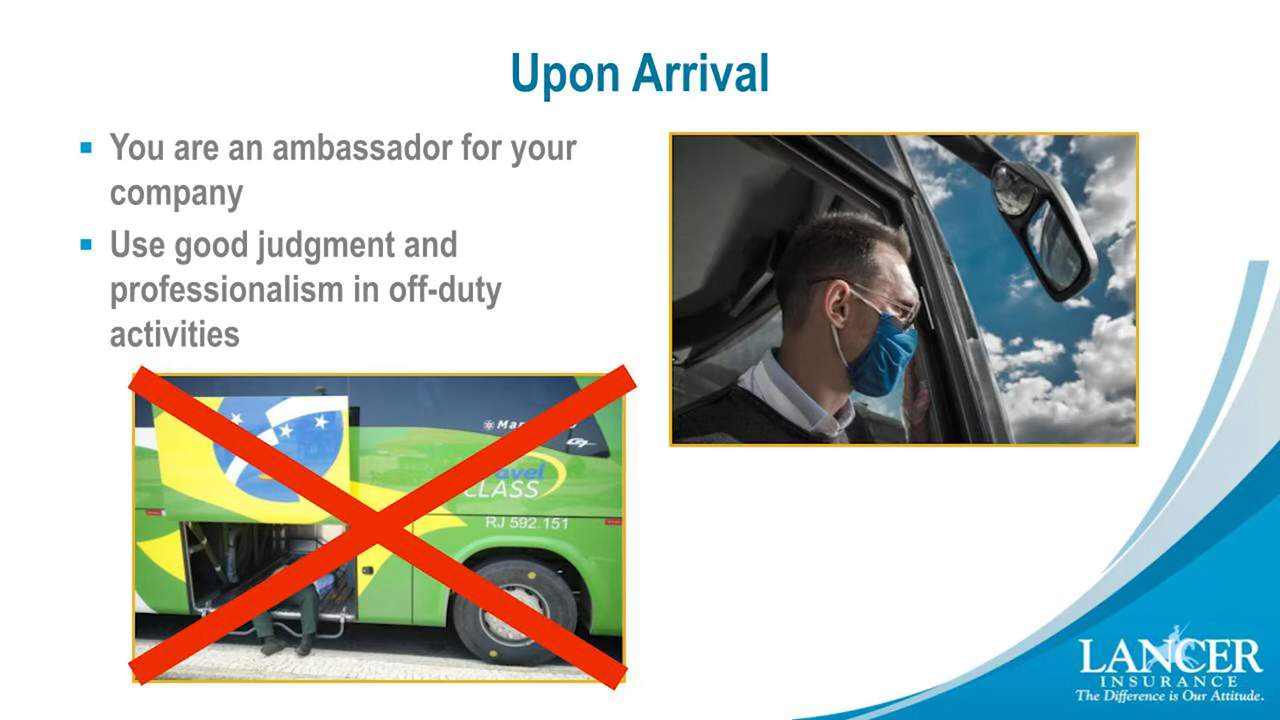 Upon Arrival
You are an ambassador for your
company
Use good judgment and
professionalism in off-duty
activities
CLASS
RJ 592.151
LANCER
INSURANCE
The Difference is Our Attitude.